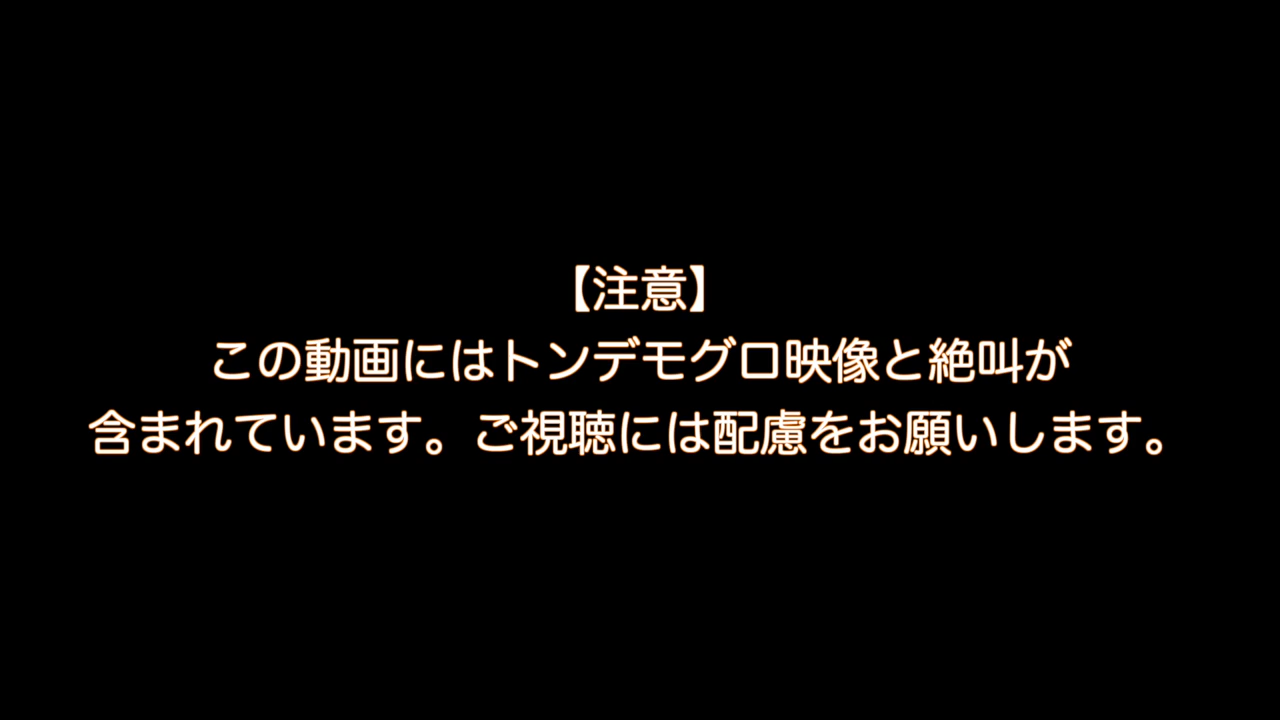 【注意】
この動画にはトンデモグロ映像と絶叫が
含まれています。ご視聴には配慮をお願いします。